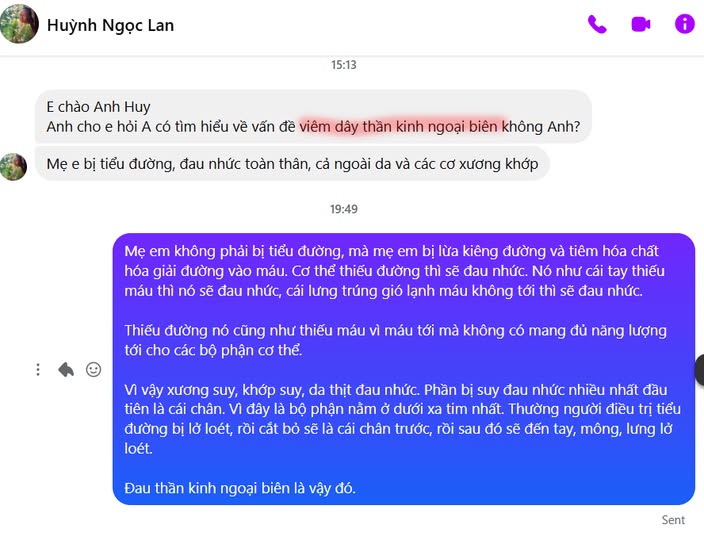 Huỳnh Ngọc Lan
15:13
E chào Anh Huy
Anh cho e hỏi A có tìm hiểu về vấn đề viêm dây thần kinh ngoại biên không Anh?
Mẹ e bị tiểu đường, đau nhức toàn thân, cả ngoài da và các cơ xương khớp
19:49
Mẹ em không phải bị tiểu đường, mà mẹ em bị lừa kiêng đường và tiêm hóa chất
hóa giải đường vào máu. Cơ thể thiếu đường thì sẽ đau nhức. Nó như cái tay thiếu
máu thì nó sẽ đau nhức, cái lưng trúng gió lạnh máu không tới thì sẽ đau nhức.
Thiếu đường nó cũng như thiếu máu vì máu tới mà không có mang đủ năng lượng
tới cho các bộ phận cơ thể.
Vì vậy xương suy, khớp suy, da thịt đau nhức. Phần bị suy đau nhức nhiều nhất đầu
tiên là cái chân. Vì đây là bộ phận nằm ở dưới xa tim nhất. Thường người điều trị tiểu
đường bị lở loét, rồi cắt bỏ sẽ là cái chân trước, rồi sau đó sẽ đến tay, mông, lưng lở
loét.
Đau thần kinh ngoại biên là vậy đó.
Sent